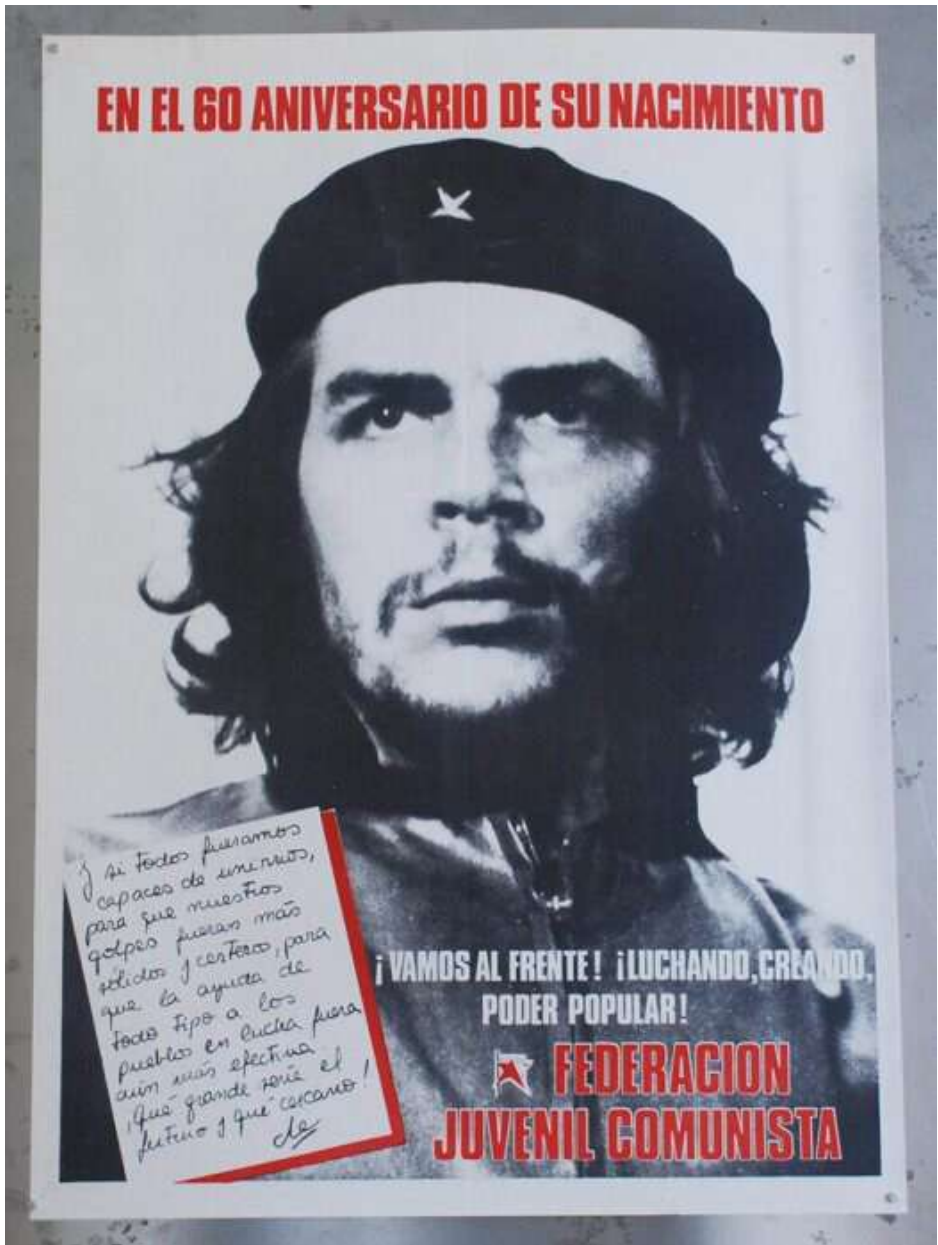 EN EL 60 ANIVERSARIO DE SU NACIMIENTO
Y si todos fueramos
capaces de unirnos,
para que nuestros
golpes fueran más
sólidos y certeros, para
que la ayuda de
todo tipo a los
pueblos en lucha fuera
aún más efectiva
¡Qué grande sería el
futuro y qué cercano!
Che
¡VAMOS AL FRENTE! ¡LUCHANDO, CREANDO,
PODER POPULAR!
FEDERACION
JUVENIL COMUNISTA